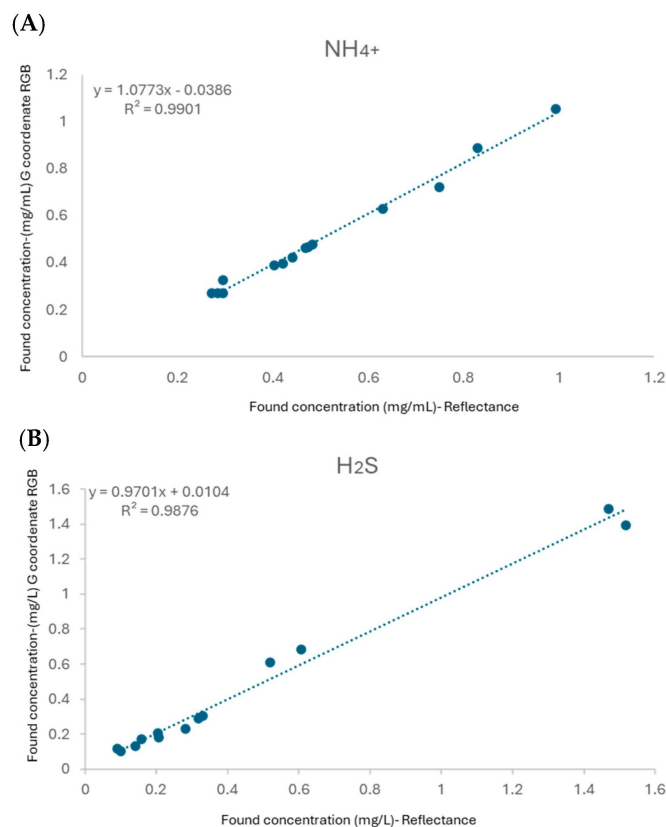 (A)
NH4+
y = 1.0773x - 0.0386
R² = 0.9901
Found concentration-(mg/mL) G coordenate RGB
1.2
1
0.8
0.6
0.4
0.2
0
0 0.2 0.4 0.6 0.8 1 1.2
Found concentration (mg/mL)- Reflectance
(B)
H2S
y = 0.9701x + 0.0104
R² = 0.9876
Found concentration-(mg/L) G coordenate RGB
1.6
1.4
1.2
1
0.8
0.6
0.4
0.2
0
0 0.2 0.4 0.6 0.8 1 1.2 1.4 1.6
Found concentration (mg/L)- Reflectance